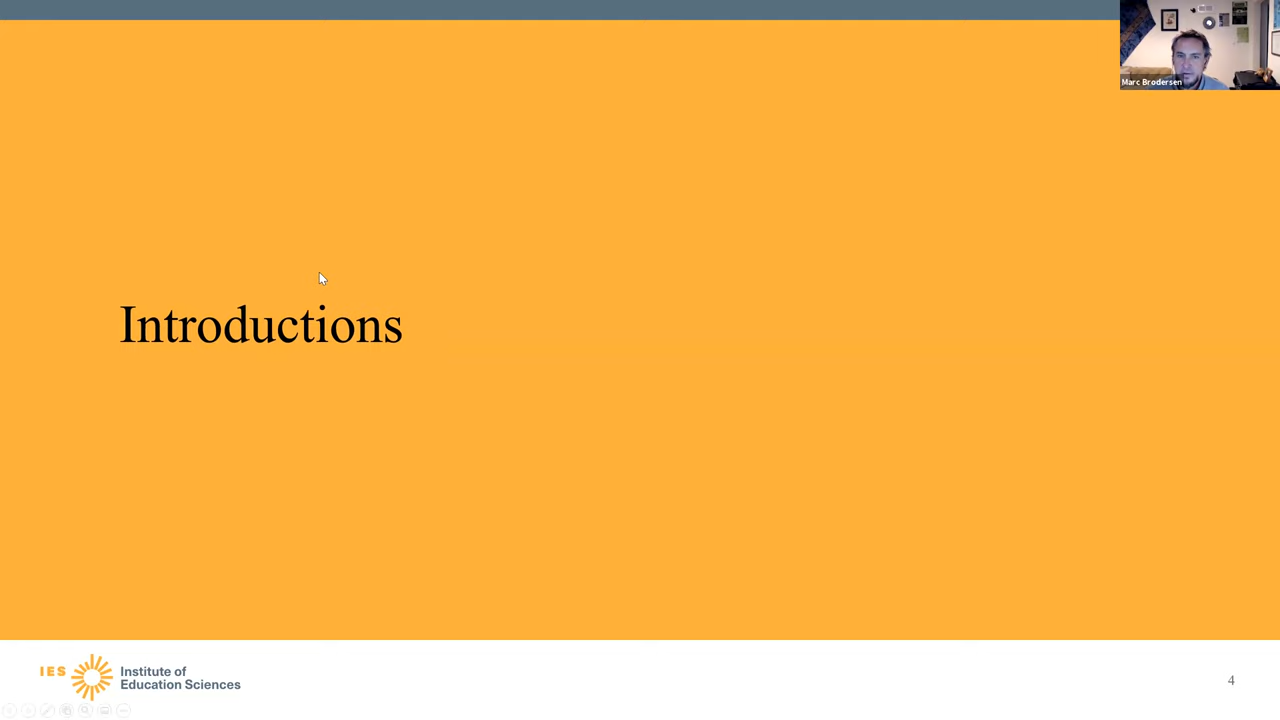 Marc Brodersen
Introductions
IES
Institute of
Education Sciences
4